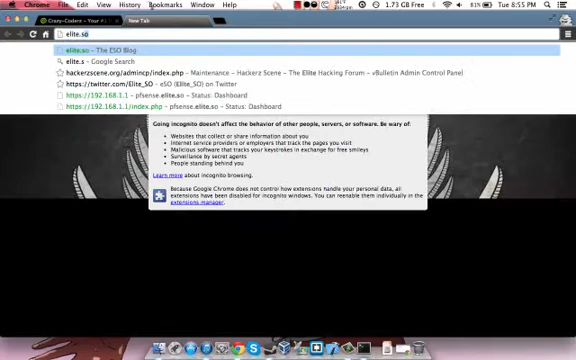 Chrome File Edit View History Bookmarks Window Help 1.73 GB Free 81% Tue 8:55 PM
Crazy-Coderz – Your # New Tab
elite.so
elite.so – The ESO Blog
elite.s – Google Search
hackerzscene.org/admincp/index.php – Maintenance – Hackerz Scene – The Elite Hacking Forum – vBulletin Admin Control Panel
https://twitter.com/Elite_SO – eSO (Elite_SO) on Twitter
https://192.168.1.1 – pfsense.elite.so – Status: Dashboard
https://192.168.1.1/index.php – pfsense.elite.so – Status: Dashboard
Going incognito doesn't affect the behavior of other people, servers, or software. Be wary of:
• Websites that collect or share information about you
• Internet service providers or employers that track the pages you visit
• Malicious software that tracks your keystrokes in exchange for free smileys
• Surveillance by secret agents
• People standing behind you
Learn more about incognito browsing.
Because Google Chrome does not control how extensions handle your personal data, all
extensions have been disabled for incognito windows. You can reenable them individually in the
extensions manager.